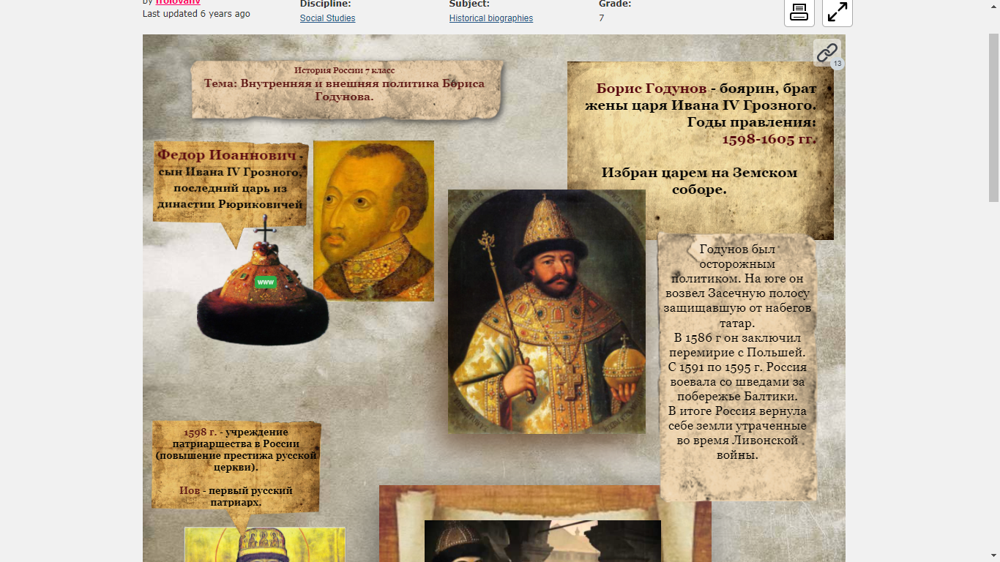 by frolovanv
Last updated 6 years ago
Discipline:
Social Studies
Subject:
Historical biographies
Grade:
7
13
История России 7 класс
Тема: Внутренняя и внешняя политика Бориса
Годунова.
Борис Годунов - боярин, брат
жены царя Ивана IV Грозного.
Годы правления:
1598-1605 гг.
Избран царем на Земском
соборе.
Федор Иоаннович -
сын Ивана IV Грозного,
последний царь из
династии Рюриковичей
www
Годунов был
осторожным
политиком. На юге он
возвел Засечную полосу
защищавшую от набегов
татар.
В 1586 г он заключил
перемирие с Польшей.
С 1591 по 1595 г. Россия
воевала со шведами за
побережье Балтики.
В итоге Россия вернула
себе земли утраченные
во время Ливонской
войны.
1598 г. - учреждение
патриаршества в России
(повышение престижа русской
церкви).
Иов - первый русский
патриарх.